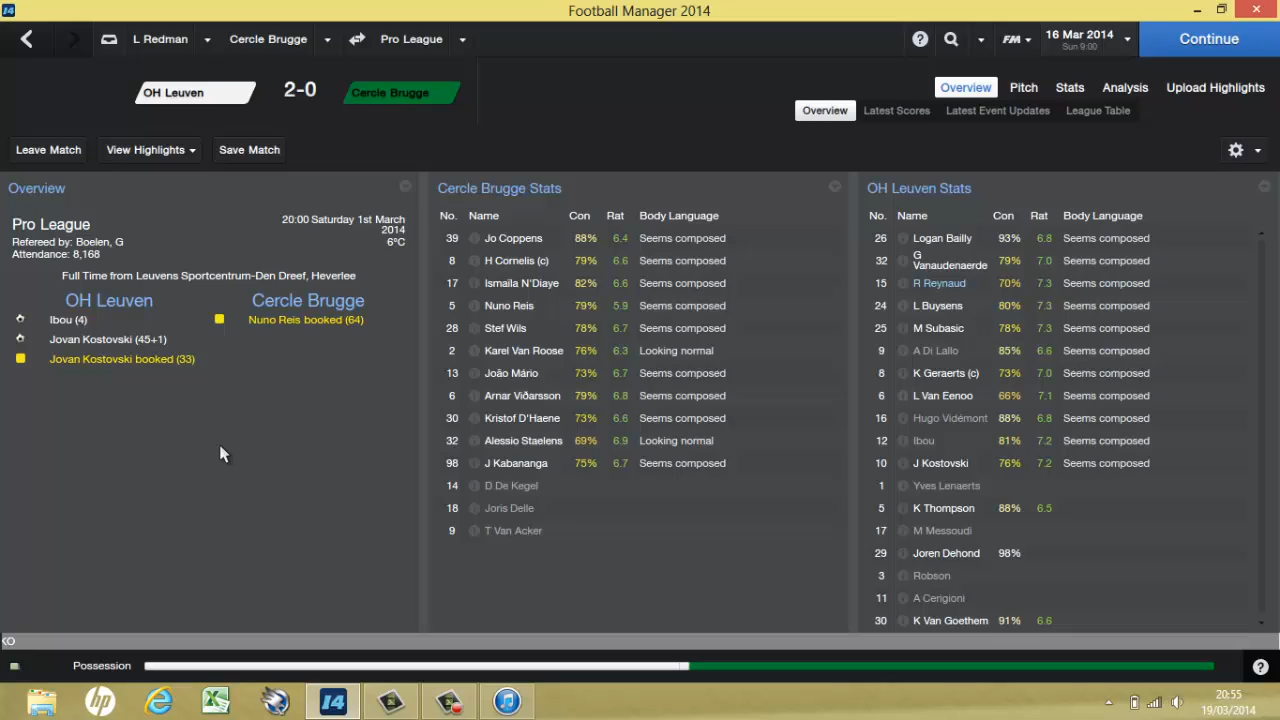 Football Manager 2014
L Redman
Cercle Brugge
Pro League
FM
16 Mar 2014
Sun 9:00
Continue
OH Leuven
2-0
Cercle Brugge
Overview Pitch Stats Analysis Upload Highlights
Overview Latest Scores Latest Event Updates League Table
Leave Match View Highlights Save Match
Overview
Pro League
Refereed by: Boelen, G
Attendance: 8,168
20:00 Saturday 1st March
2014
6°C
Full Time from Leuvens Sportcentrum-Den Dreef, Heverlee
OH Leuven Cercle Brugge
Ibou (4) Nuno Reis booked (64)
Jovan Kostovski (45+1)
Jovan Kostovski booked (33)
Cercle Brugge Stats
No. Name Con Rat Body Language
39 Jo Coppens 88% 6.4 Seems composed
8 H Cornelis (c) 79% 6.6 Seems composed
17 Ismaïla N'Diaye 82% 6.6 Seems composed
5 Nuno Reis 79% 5.9 Seems composed
28 Stef Wils 78% 6.7 Seems composed
2 Karel Van Roose 76% 6.3 Looking normal
13 João Mário 73% 6.7 Seems composed
6 Arnar Viðarsson 79% 6.8 Seems composed
30 Kristof D'Haene 73% 6.6 Seems composed
32 Alessio Staelens 69% 6.9 Looking normal
98 J Kabananga 75% 6.7 Seems composed
14 D De Kegel
18 Joris Delle
9 T Van Acker
OH Leuven Stats
No. Name Con Rat Body Language
26 Logan Bailly 93% 6.8 Seems composed
32 G Vanaudenaerde 79% 7.0 Seems composed
15 R Reynaud 70% 7.3 Seems composed
24 L Buysens 80% 7.3 Seems composed
25 M Subasic 78% 7.3 Seems composed
9 A Di Lallo 85% 6.6 Seems composed
8 K Geraerts (c) 73% 7.0 Seems composed
6 L Van Eenoo 66% 7.1 Seems composed
16 Hugo Vidémont 88% 6.8 Seems composed
12 Ibou 81% 7.2 Seems composed
10 J Kostovski 76% 7.2 Seems composed
1 Yves Lenaerts
5 K Thompson 88% 6.5
17 M Messoudi
29 Joren Dehond 98%
3 Robson
11 A Cerigioni
30 K Van Goethem 91% 6.6
KO
Possession
20:55
19/03/2014